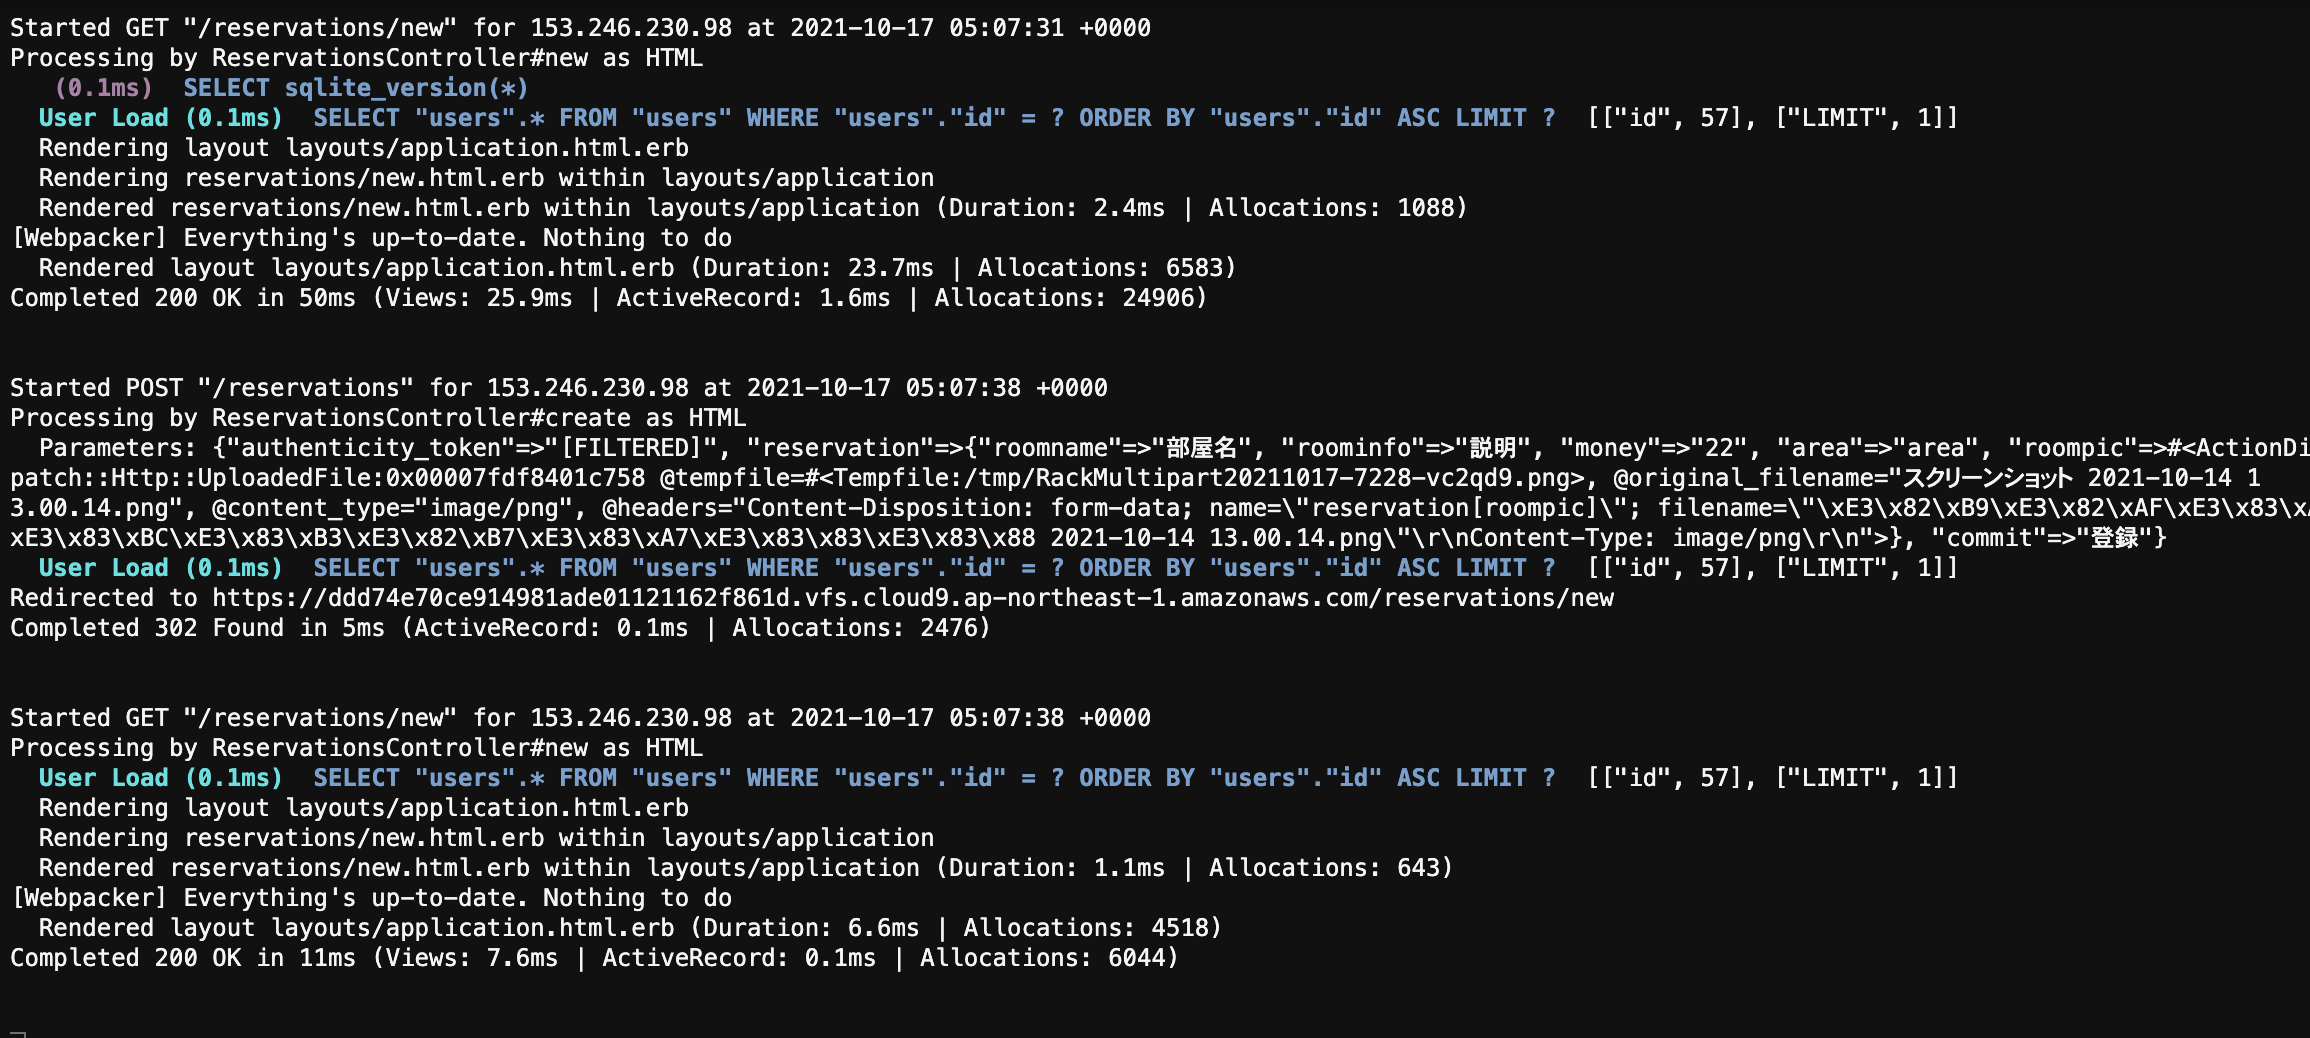 Started GET "/reservations/new" for 153.246.230.98 at 2021-10-17 05:07:31 +0000
Processing by ReservationsController#new as HTML
(0.1ms) SELECT sqlite_version(*)
User Load (0.1ms) SELECT "users".* FROM "users" WHERE "users"."id" = ? ORDER BY "users"."id" ASC LIMIT ? [["id", 57], ["LIMIT", 1]]
Rendering layout layouts/application.html.erb
Rendering reservations/new.html.erb within layouts/application
Rendered reservations/new.html.erb within layouts/application (Duration: 2.4ms | Allocations: 1088)
[Webpacker] Everything's up-to-date. Nothing to do
Rendered layout layouts/application.html.erb (Duration: 23.7ms | Allocations: 6583)
Completed 200 OK in 50ms (Views: 25.9ms | ActiveRecord: 1.6ms | Allocations: 24906)
Started POST "/reservations" for 153.246.230.98 at 2021-10-17 05:07:38 +0000
Processing by ReservationsController#create as HTML
Parameters: {"authenticity_token"=>"[FILTERED]", "reservation"=>{"roomname"=>"部屋名", "roominfo"=>"説明", "money"=>"22", "area"=>"area", "roompic"=>#<ActionDi
patch::Http::UploadedFile:0x00007fdf8401c758 @tempfile=#<Tempfile:/tmp/RackMultipart20211017-7228-vc2qd9.png>, @original_filename="スクリーンショット 2021-10-14 1
3.00.14.png", @content_type="image/png", @headers="Content-Disposition: form-data; name=\"reservation[roompic]\"; filename=\"\xE3\x82\xB9\xE3\x82\xAF\xE3\x83\x
xE3\x83\xBC\xE3\x83\xB3\xE3\x82\xB7\xE3\x83\xA7\xE3\x83\x83\xE3\x83\x88 2021-10-14 13.00.14.png\"\r\nContent-Type: image/png\r\n">}, "commit"=>"登録"}
User Load (0.1ms) SELECT "users".* FROM "users" WHERE "users"."id" = ? ORDER BY "users"."id" ASC LIMIT ? [["id", 57], ["LIMIT", 1]]
Redirected to https://ddd74e70ce914981ade01121162f861d.vfs.cloud9.ap-northeast-1.amazonaws.com/reservations/new
Completed 302 Found in 5ms (ActiveRecord: 0.1ms | Allocations: 2476)
Started GET "/reservations/new" for 153.246.230.98 at 2021-10-17 05:07:38 +0000
Processing by ReservationsController#new as HTML
User Load (0.1ms) SELECT "users".* FROM "users" WHERE "users"."id" = ? ORDER BY "users"."id" ASC LIMIT ? [["id", 57], ["LIMIT", 1]]
Rendering layout layouts/application.html.erb
Rendering reservations/new.html.erb within layouts/application
Rendered reservations/new.html.erb within layouts/application (Duration: 1.1ms | Allocations: 643)
[Webpacker] Everything's up-to-date. Nothing to do
Rendered layout layouts/application.html.erb (Duration: 6.6ms | Allocations: 4518)
Completed 200 OK in 11ms (Views: 7.6ms | ActiveRecord: 0.1ms | Allocations: 6044)